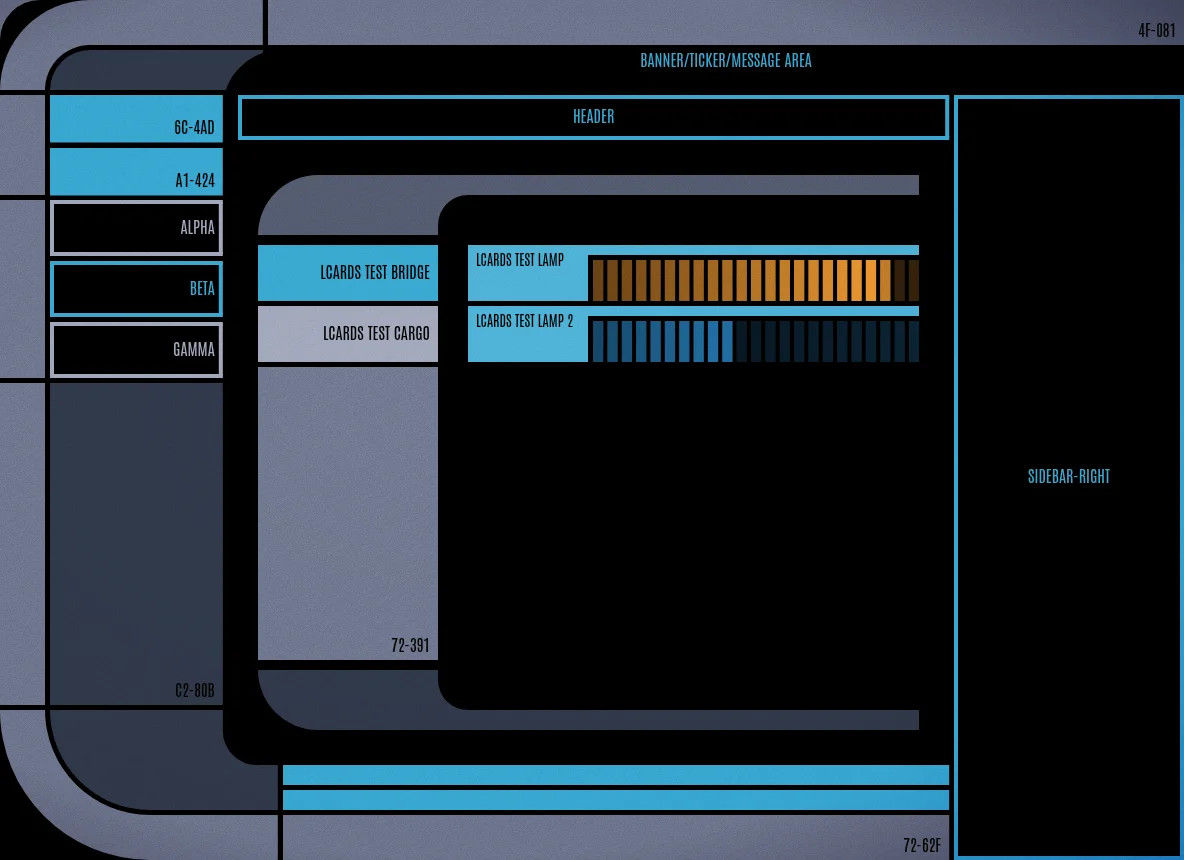 4F-081
BANNER/TICKER/MESSAGE AREA
HEADER
6C-4AD
A1-424
ALPHA
BETA
GAMMA
C2-80B
LCARDS TEST BRIDGE
LCARDS TEST CARGO
72-391
LCARDS TEST LAMP
LCARDS TEST LAMP 2
SIDEBAR-RIGHT
72-62F